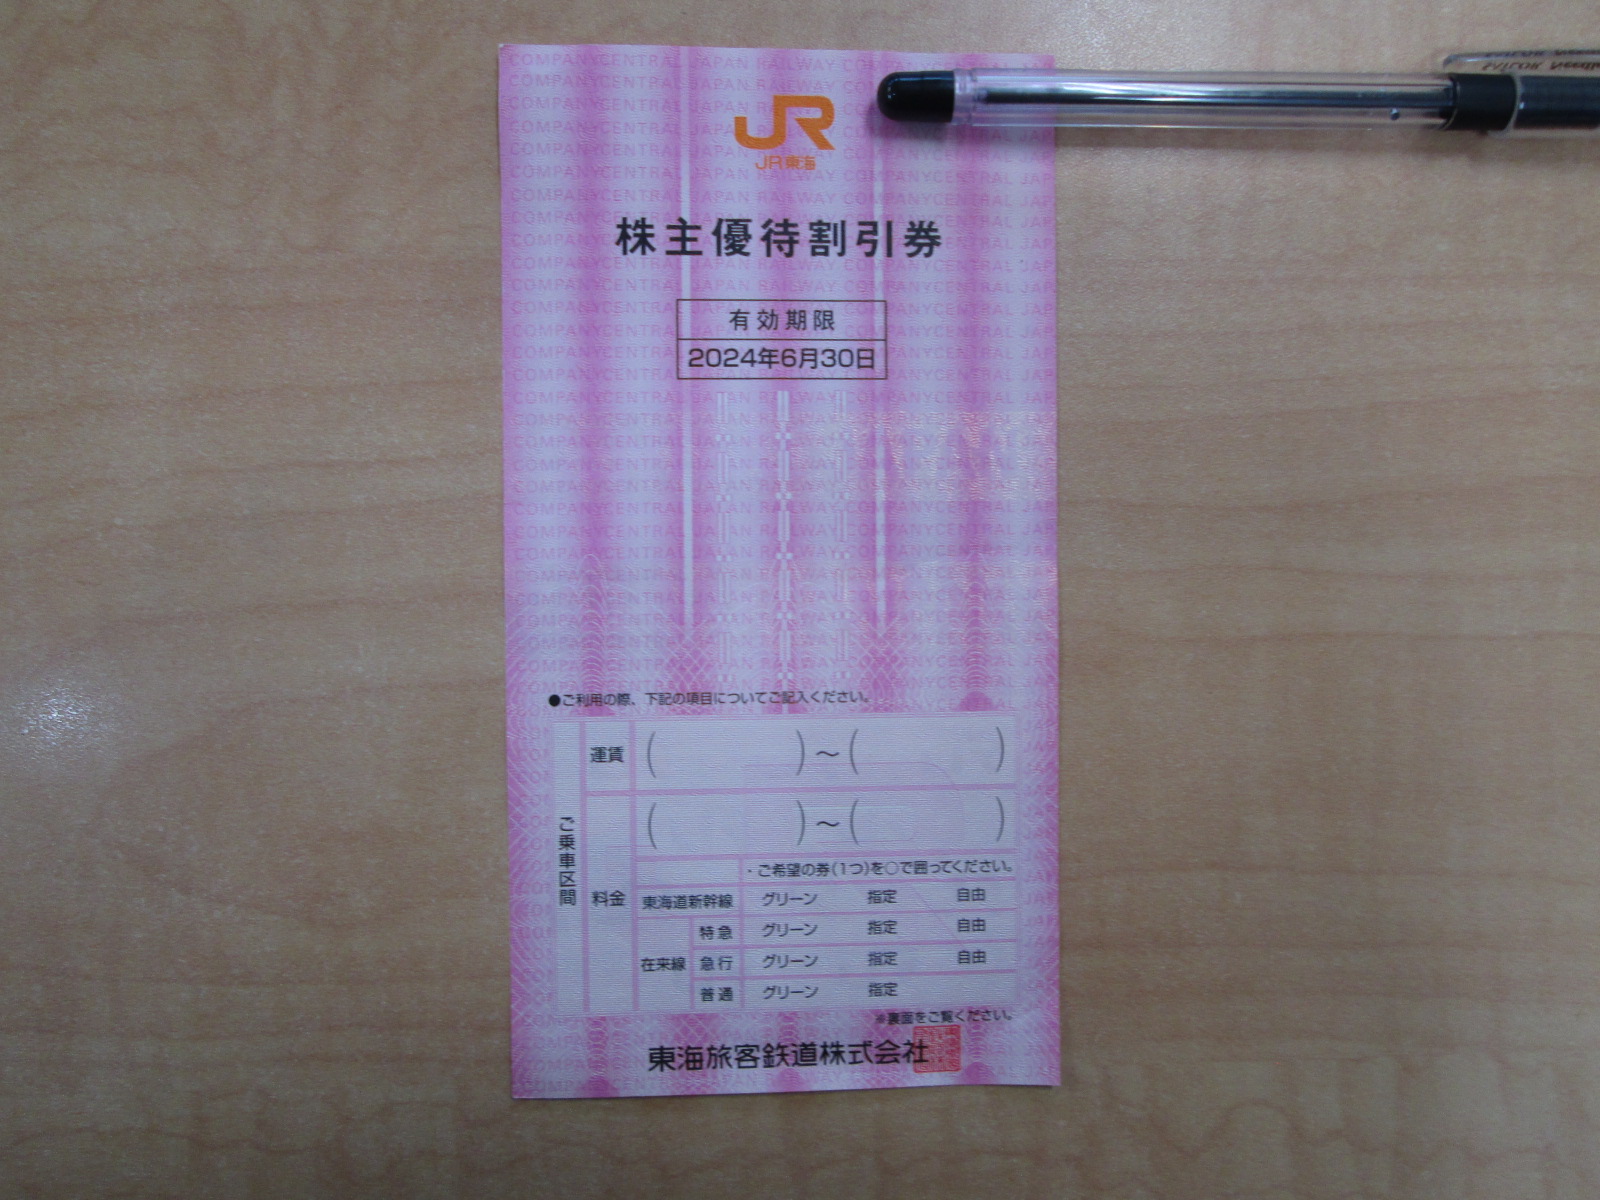 JR
JR東海
株主優待割引券
有効期限
2024年6月30日
●ご利用の際、下記の項目についてご記入ください。
ご乗車区間
運賃 ( ) ～ ( )
料金 ( ) ～ ( )
・ご希望の券(1つ)を○で囲ってください。
東海道新幹線 グリーン 指定 自由
在来線
特急 グリーン 指定 自由
急行 グリーン 指定 自由
普通 グリーン 指定
※裏面をご覧ください。
東海旅客鉄道株式会社